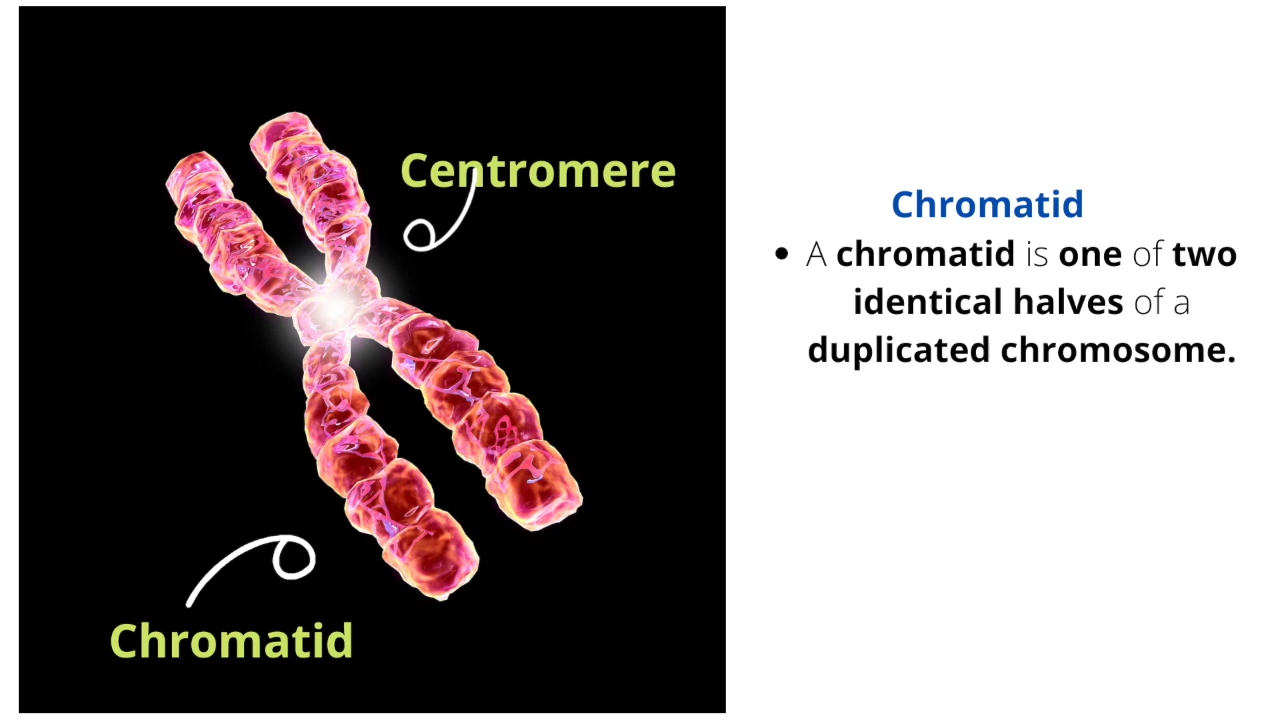 Centromere
Chromatid
Chromatid
• A chromatid is one of two
identical halves of a
duplicated chromosome.